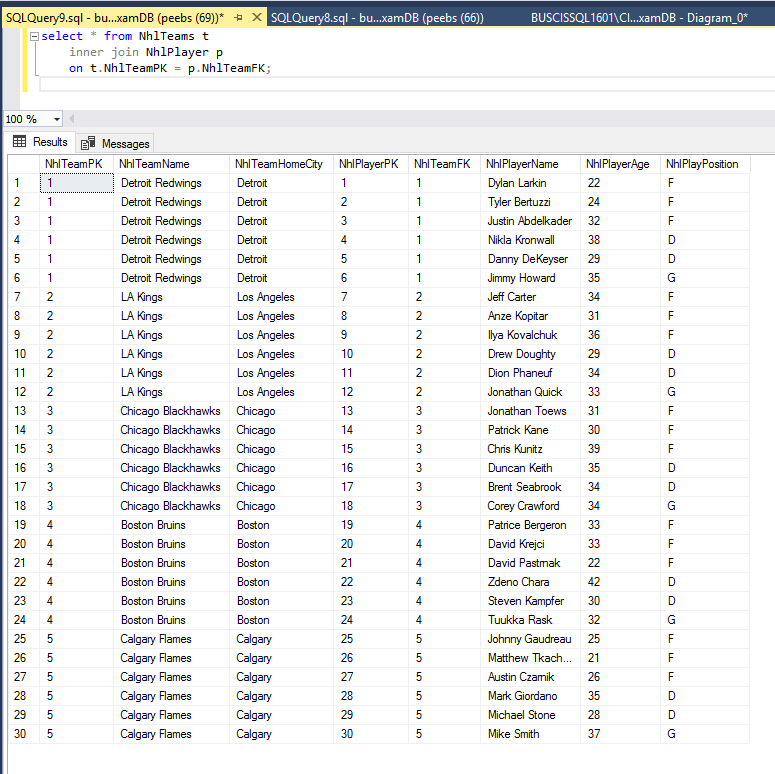 SQLQuery9.sql - bu...xamDB (peebs (69))* SQLQuery8.sql - bu...xamDB (peebs (66)) BUSCISSQL1601\CI...xamDB - Diagram_0*
select * from NhlTeams t
inner join NhlPlayer p
on t.NhlTeamPK = p.NhlTeamFK;
100 %
Results Messages
NhlTeamPK NhlTeamName NhlTeamHomeCity NhlPlayerPK NhlTeamFK NhlPlayerName NhlPlayerAge NhlPlayPosition
1 1 Detroit Redwings Detroit 1 1 Dylan Larkin 22 F
2 1 Detroit Redwings Detroit 2 1 Tyler Bertuzzi 24 F
3 1 Detroit Redwings Detroit 3 1 Justin Abdelkader 32 F
4 1 Detroit Redwings Detroit 4 1 Nikla Kronwall 38 D
5 1 Detroit Redwings Detroit 5 1 Danny DeKeyser 29 D
6 1 Detroit Redwings Detroit 6 1 Jimmy Howard 35 G
7 2 LA Kings Los Angeles 7 2 Jeff Carter 34 F
8 2 LA Kings Los Angeles 8 2 Anze Kopitar 31 F
9 2 LA Kings Los Angeles 9 2 Ilya Kovalchuk 36 F
10 2 LA Kings Los Angeles 10 2 Drew Doughty 29 D
11 2 LA Kings Los Angeles 11 2 Dion Phaneuf 34 D
12 2 LA Kings Los Angeles 12 2 Jonathan Quick 33 G
13 3 Chicago Blackhawks Chicago 13 3 Jonathan Toews 31 F
14 3 Chicago Blackhawks Chicago 14 3 Patrick Kane 30 F
15 3 Chicago Blackhawks Chicago 15 3 Chris Kunitz 39 F
16 3 Chicago Blackhawks Chicago 16 3 Duncan Keith 35 D
17 3 Chicago Blackhawks Chicago 17 3 Brent Seabrook 34 D
18 3 Chicago Blackhawks Chicago 18 3 Corey Crawford 34 G
19 4 Boston Bruins Boston 19 4 Patrice Bergeron 33 F
20 4 Boston Bruins Boston 20 4 David Krejci 33 F
21 4 Boston Bruins Boston 21 4 David Pastrnak 22 F
22 4 Boston Bruins Boston 22 4 Zdeno Chara 42 D
23 4 Boston Bruins Boston 23 4 Steven Kampfer 30 D
24 4 Boston Bruins Boston 24 4 Tuukka Rask 32 G
25 5 Calgary Flames Calgary 25 5 Johnny Gaudreau 25 F
26 5 Calgary Flames Calgary 26 5 Matthew Tkach... 21 F
27 5 Calgary Flames Calgary 27 5 Austin Czarnik 26 F
28 5 Calgary Flames Calgary 28 5 Mark Giordano 35 D
29 5 Calgary Flames Calgary 29 5 Michael Stone 28 D
30 5 Calgary Flames Calgary 30 5 Mike Smith 37 G